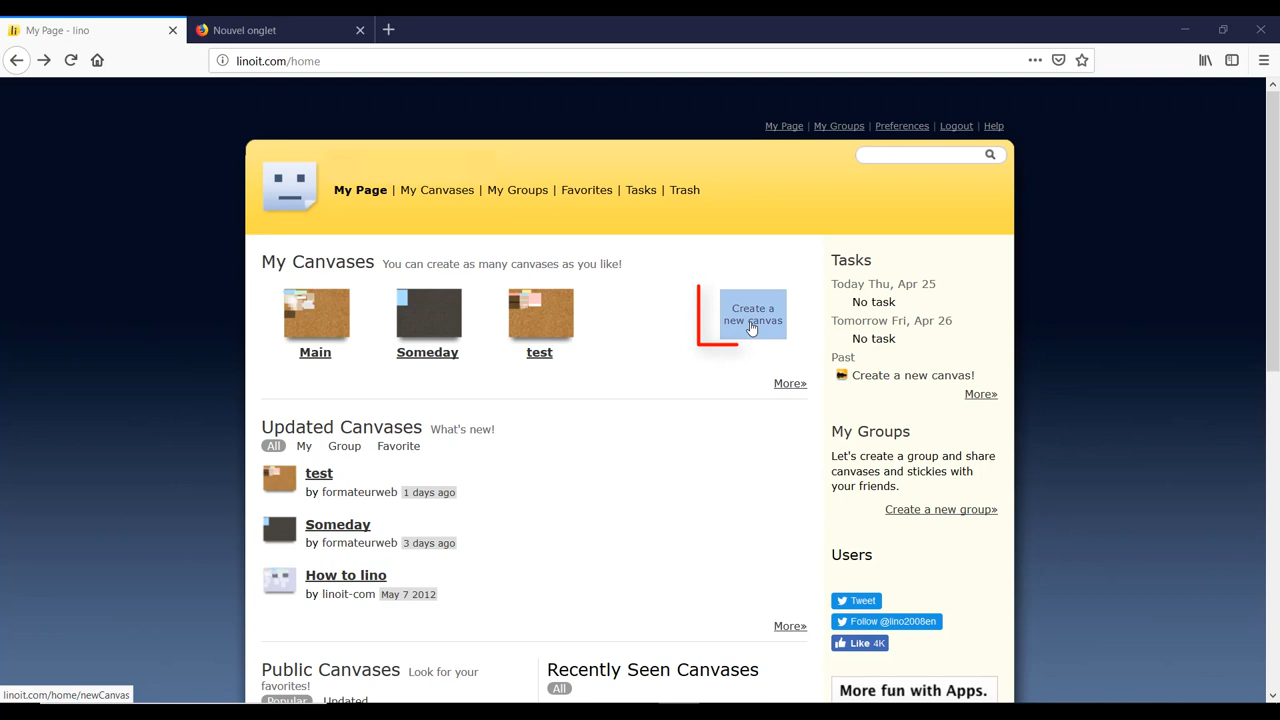 My Page - lino
Nouvel onglet
linoit.com/home
My Page | My Groups | Preferences | Logout | Help
My Page | My Canvases | My Groups | Favorites | Tasks | Trash
My Canvases You can create as many canvases as you like!
Create a
new canvas
Main
Someday
test
More»
Updated Canvases What's new!
All My Group Favorite
test
by formateurweb 1 days ago
Someday
by formateurweb 3 days ago
How to lino
by linoit-com May 7 2012
More»
Public Canvases Look for your
favorites!
Popular Updated
Recently Seen Canvases
All
Tasks
Today Thu, Apr 25
No task
Tomorrow Fri, Apr 26
No task
Past
Create a new canvas!
More»
My Groups
Let's create a group and share
canvases and stickies with
your friends.
Create a new group»
Users
Tweet
Follow @lino2008en
Like 4K
More fun with Apps.
linoit.com/home/newCanvas